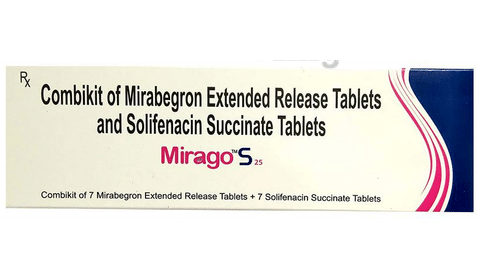 Rx
Combikit of Mirabegron Extended Release Tablets
and Solifenacin Succinate Tablets
Mirago™S 25
Combikit of 7 Mirabegron Extended Release Tablets + 7 Solifenacin Succinate Tablets